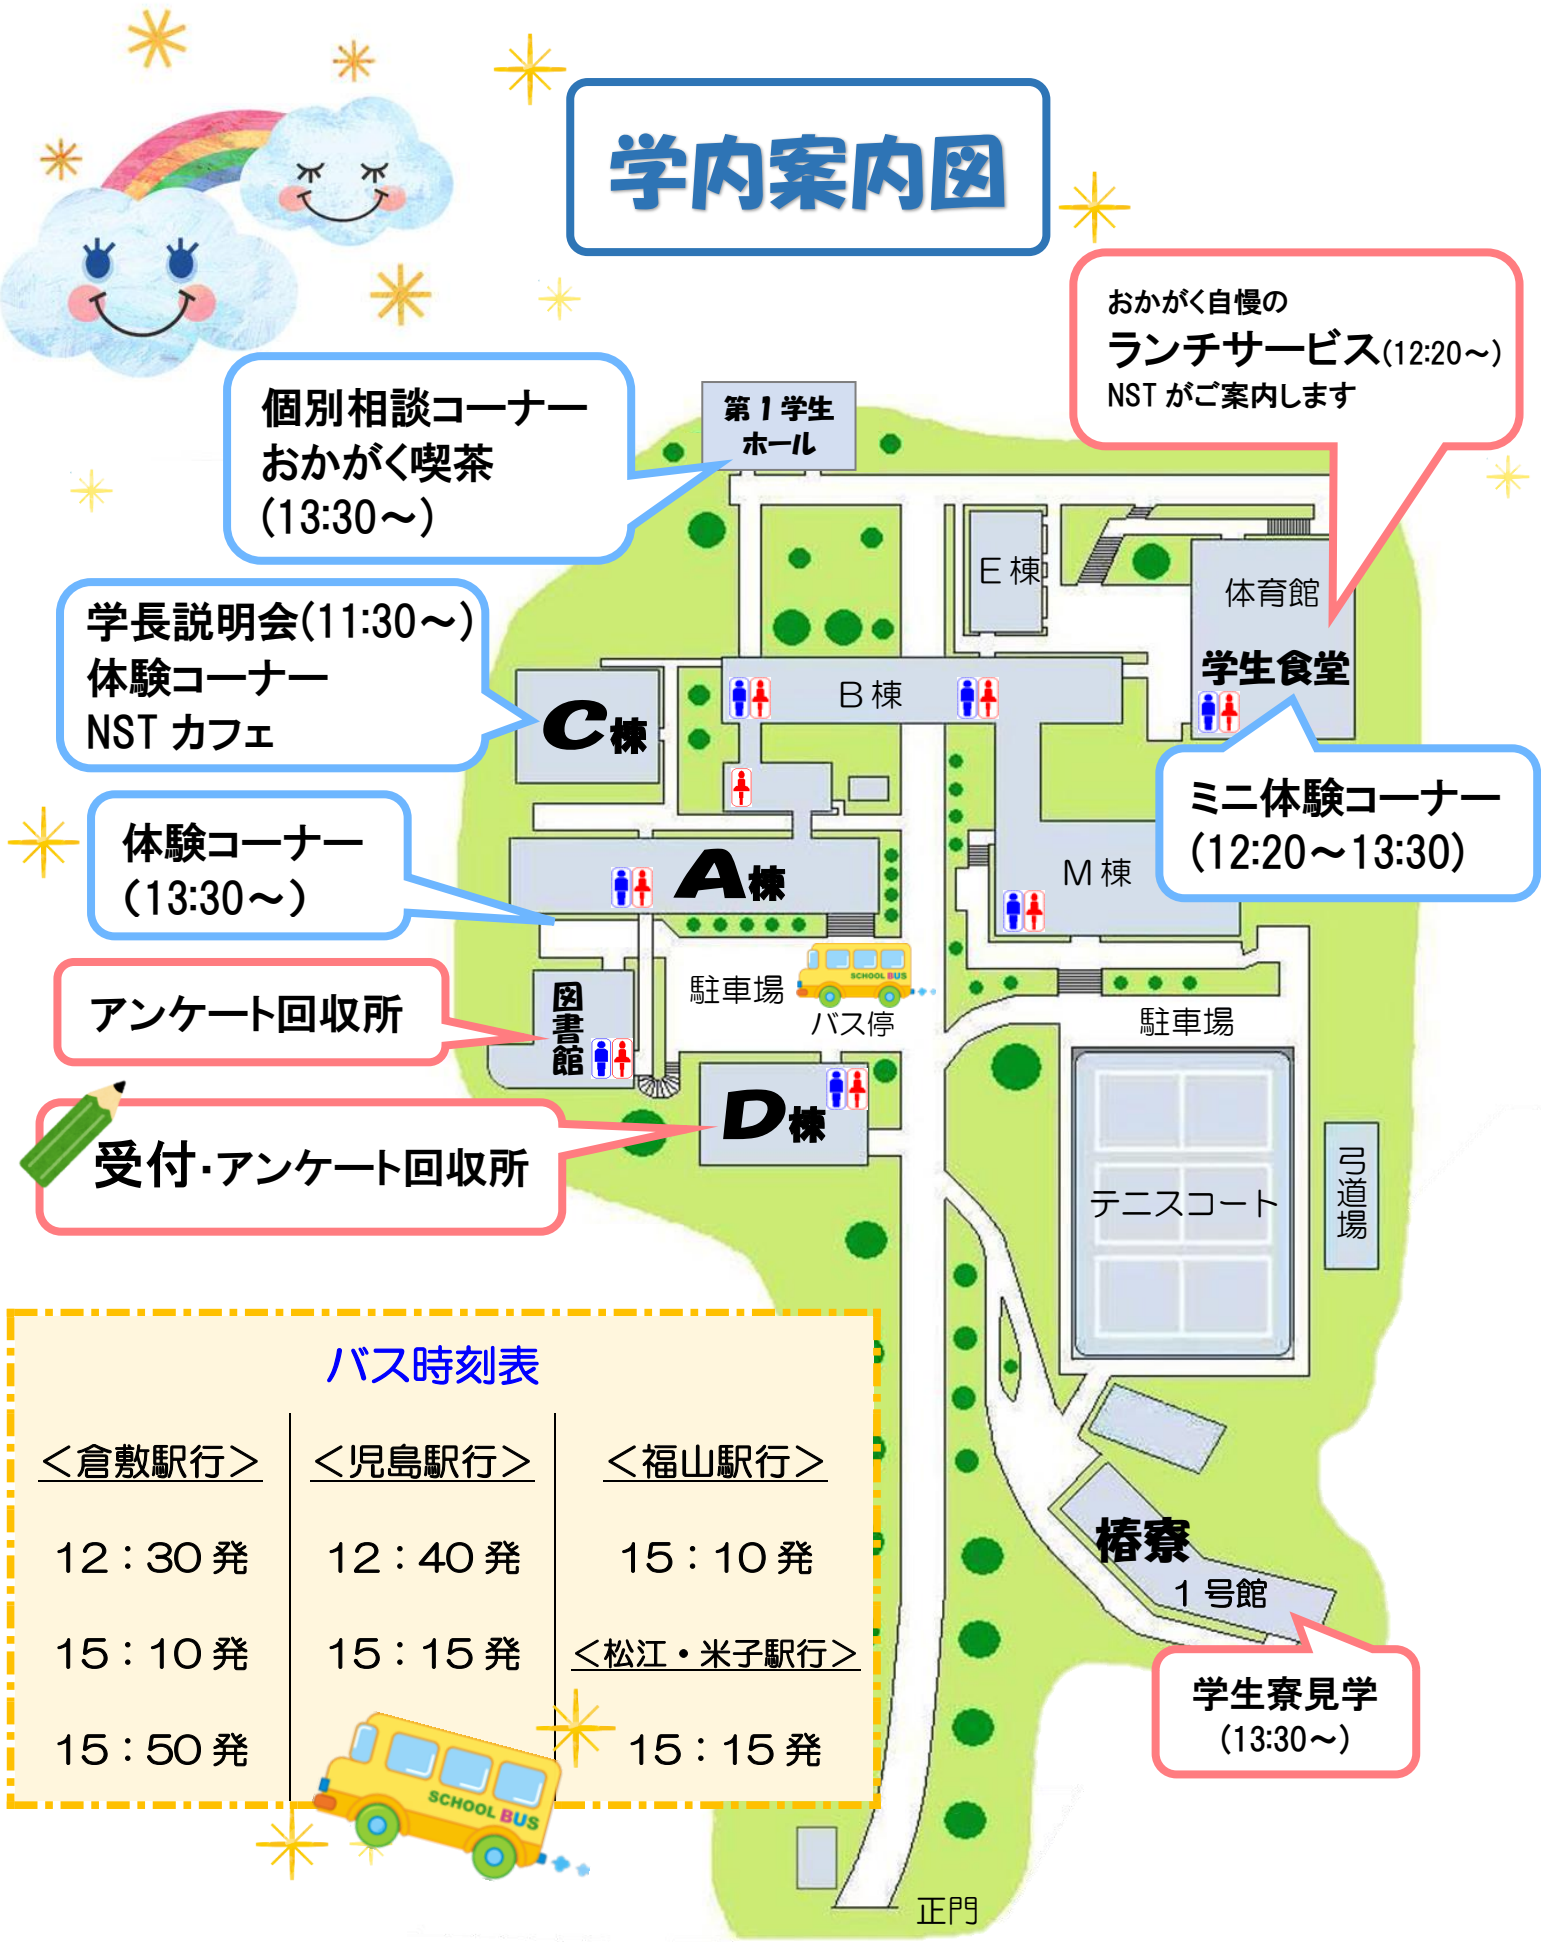 学内案内図
おかがく自慢の
ランチサービス(12:20～)
NST がご案内します
個別相談コーナー
おかがく喫茶
(13:30～)
第1学生
ホール
E棟
体育館
学生食堂
学長説明会(11:30～)
体験コーナー
NST カフェ
C棟
B棟
ミニ体験コーナー
(12:20～13:30)
体験コーナー
(13:30～)
A棟
M棟
アンケート回収所
図書館
駐車場
SCHOOL BUS
バス停
駐車場
受付・アンケート回収所
D棟
テニスコート
弓道場
バス時刻表
＜倉敷駅行＞
12：30発
15：10発
15：50発
＜児島駅行＞
12：40発
15：15発
＜福山駅行＞
15：10発
＜松江・米子駅行＞
15：15発
SCHOOL BUS
椿寮
1号館
学生寮見学
(13:30～)
正門